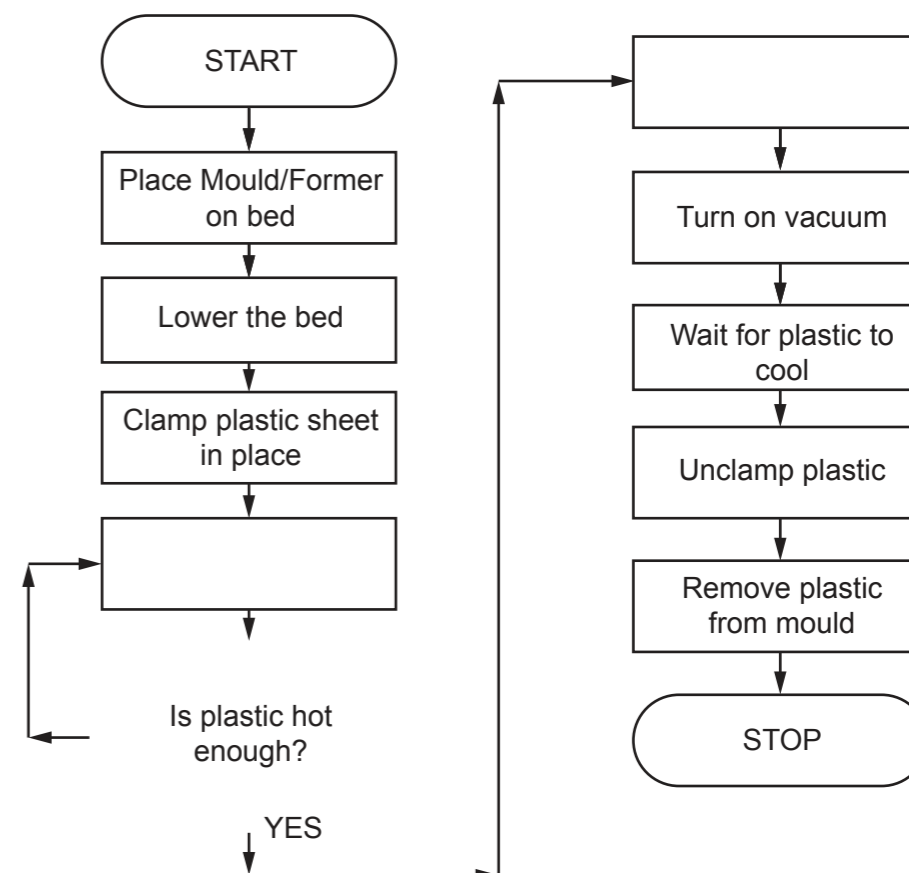 START
Place Mould/Former
on bed
Lower the bed
Clamp plastic sheet
in place
Is plastic hot
enough?
YES
Turn on vacuum
Wait for plastic to
cool
Unclamp plastic
Remove plastic
from mould
STOP